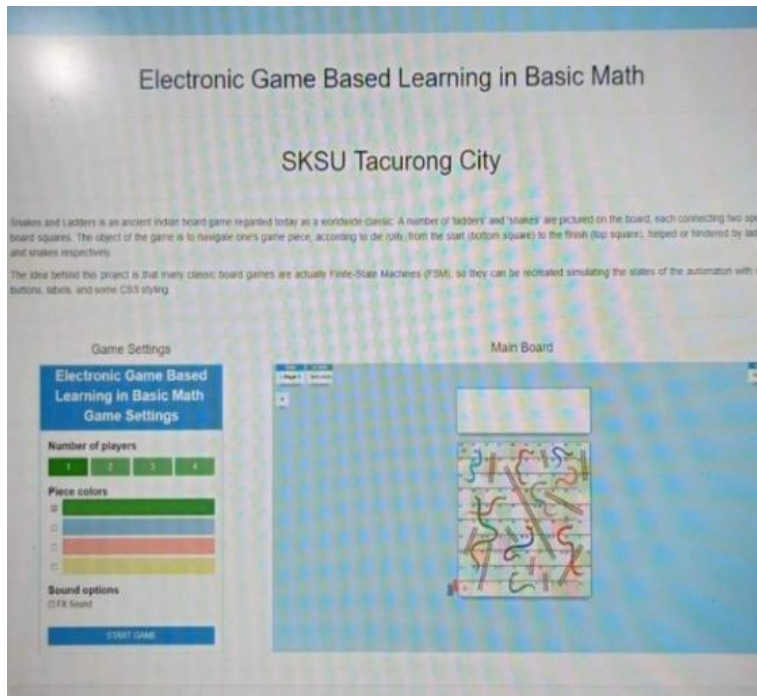 Electronic Game Based Learning in Basic Math
SKSU Tacurong City
Snakes and Ladders is an ancient Indian board game regarded today as a worldwide classic. A number of "ladders" and "snakes" are pictured on the board, each connecting two
board squares. The object of the game is to navigate one's game piece, according to die rolls, from the start (bottom square) to the finish (top square), helped or hindered by
and snakes respectively.
The idea behind this project is that many classic board games are actually Finite-State Machines (FSM), so they can be recreated simulating the states of the automaton with
buttons, labels, and some CSS styling.
Game Settings
Main Board
Electronic Game Based
Learning in Basic Math
Game Settings
Number of players
1 2 3 4
Piece colors
Sound options
FX Sound
START GAME